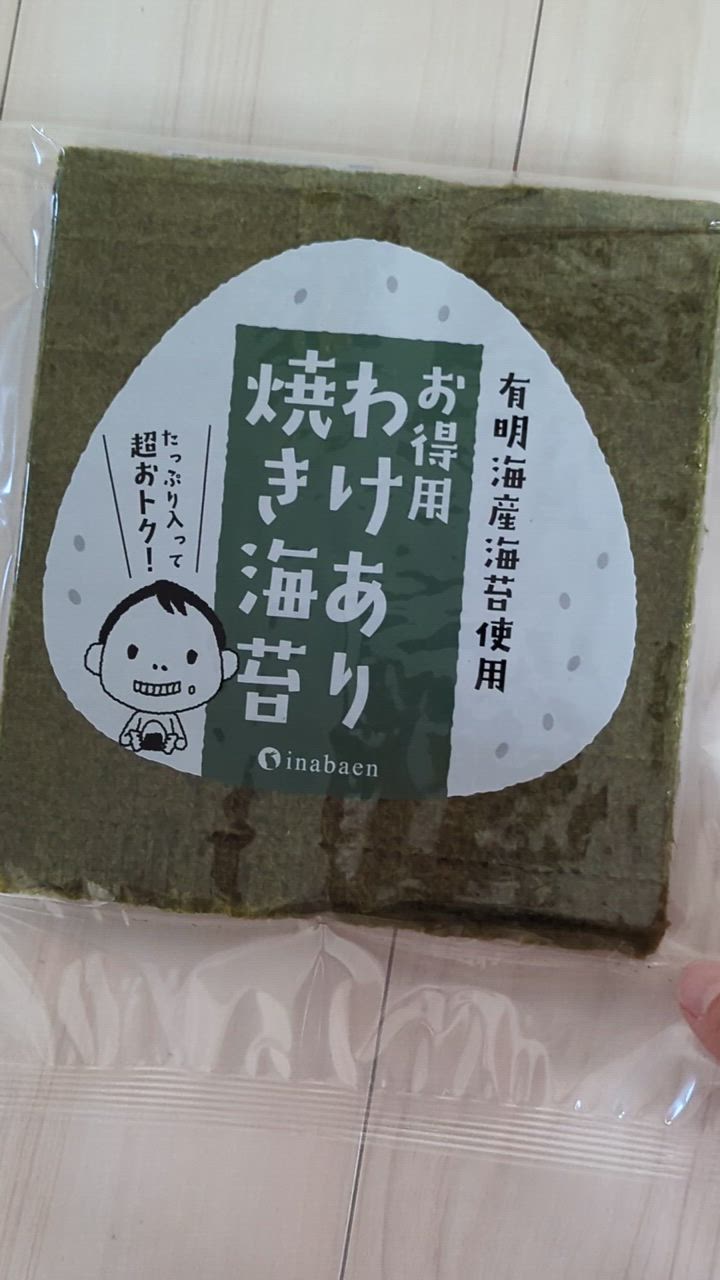 有明海産海苔使用
お得用
わけあり
焼き海苔
たっぷり入って
超おトク!
inabaen